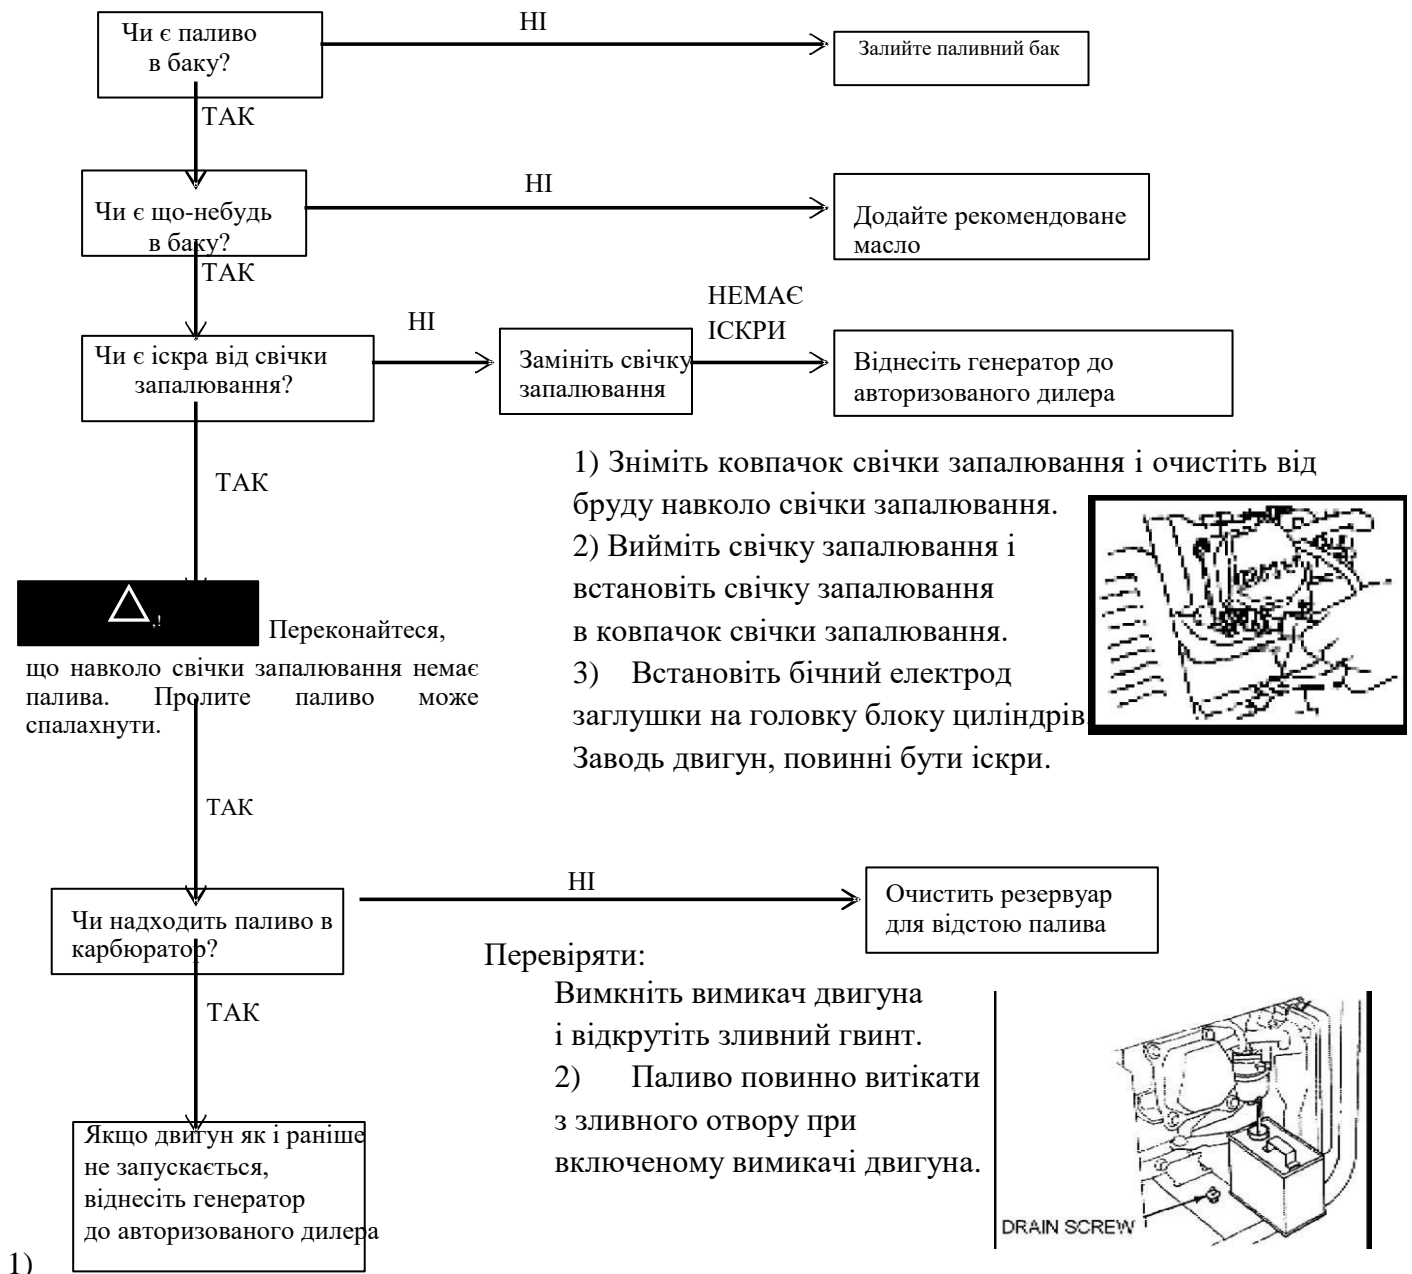 Чи є паливо
в баку?
НІ
Залийте паливний бак
ТАК
Чи є що-небудь
в баку?
НІ
Додайте рекомендоване
масло
ТАК
Чи є іскра від свічки
запалювання?
НІ
Замініть свічку
запалювання
НЕМАЄ
ІСКРИ
Віднесіть генератор до
авторизованого дилера
ТАК
1) Зніміть ковпачок свічки запалювання і очистіть від
бруду навколо свічки запалювання.
2) Вийміть свічку запалювання і
встановіть свічку запалювання
в ковпачок свічки запалювання.
3) Встановіть бічний електрод
заглушки на головку блоку циліндрів.
Заводь двигун, повинні бути іскри.
,! Переконайтеся,
що навколо свічки запалювання немає
палива. Пролите паливо може
спалахнути.
ТАК
Чи надходить паливо в
карбюратор?
НІ
Очистить резервуар
для відстою палива
Перевіряти:
Вимкніть вимикач двигуна
і відкрутіть зливний гвинт.
2) Паливо повинно витікати
з зливного отвору при
включеному вимикачі двигуна.
DRAIN SCREW
ТАК
Якщо двигун як і раніше
не запускається,
віднесіть генератор
до авторизованого дилера
1)